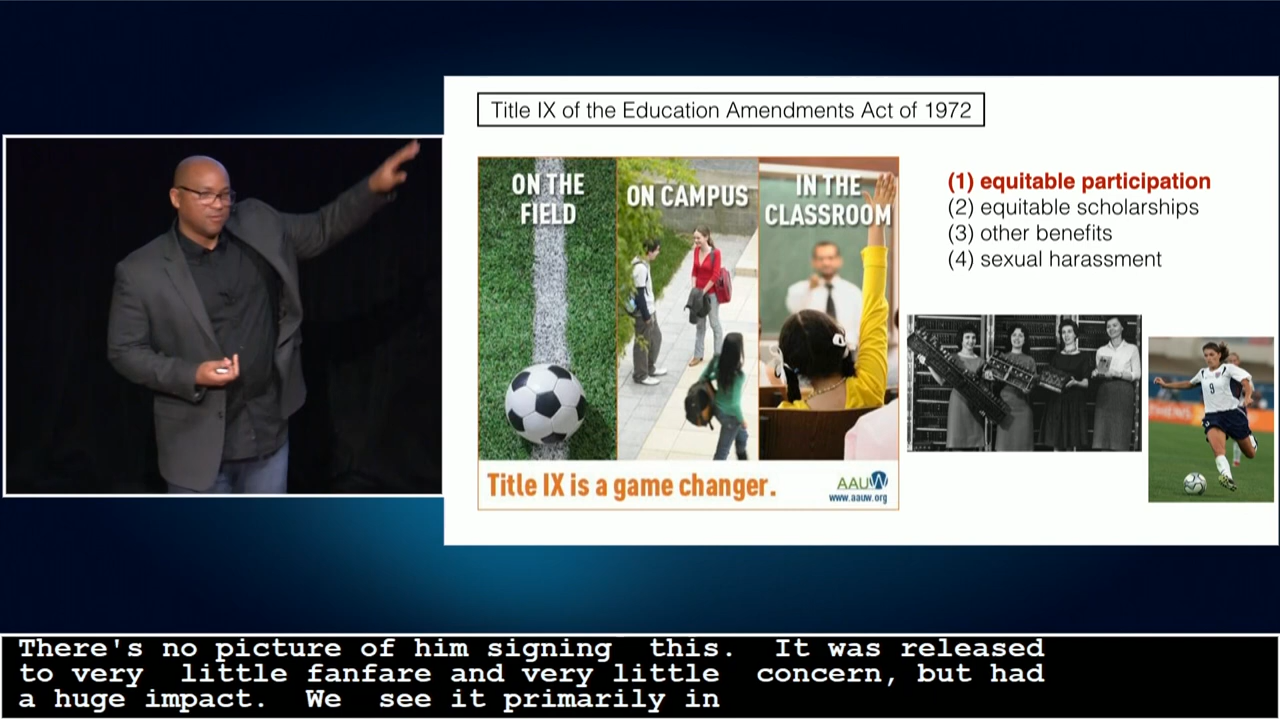 Title IX of the Education Amendments Act of 1972
ON THE
FIELD
ON CAMPUS
IN THE
CLASSROOM
(1) equitable participation
(2) equitable scholarships
(3) other benefits
(4) sexual harassment
9
Title IX is a game changer.
AAUW
www.aauw.org
There's no picture of him signing this. It was released
to very little fanfare and very little concern, but had
a huge impact. We see it primarily in